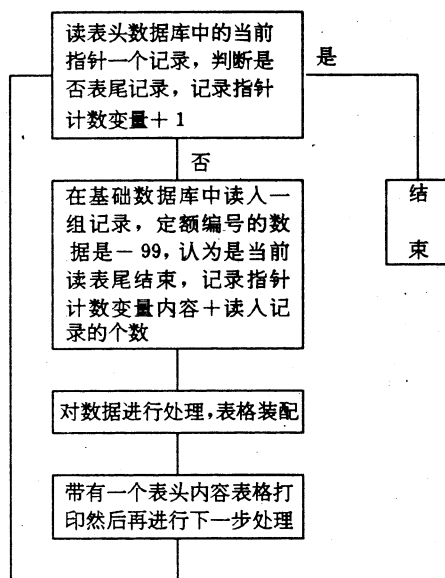 读表头数据库中的当前
指针一个记录，判断是
否表尾记录，记录指针
计数变量＋1
是
否
在基础数据库中读入一
组记录，定额编号的数
据是－99，认为是当前
读表尾结束，记录指针
计数变量内容＋读入记
录的个数
结
束
对数据进行处理，表格装配
带有一个表头内容表格打
印然后再进行下一步处理